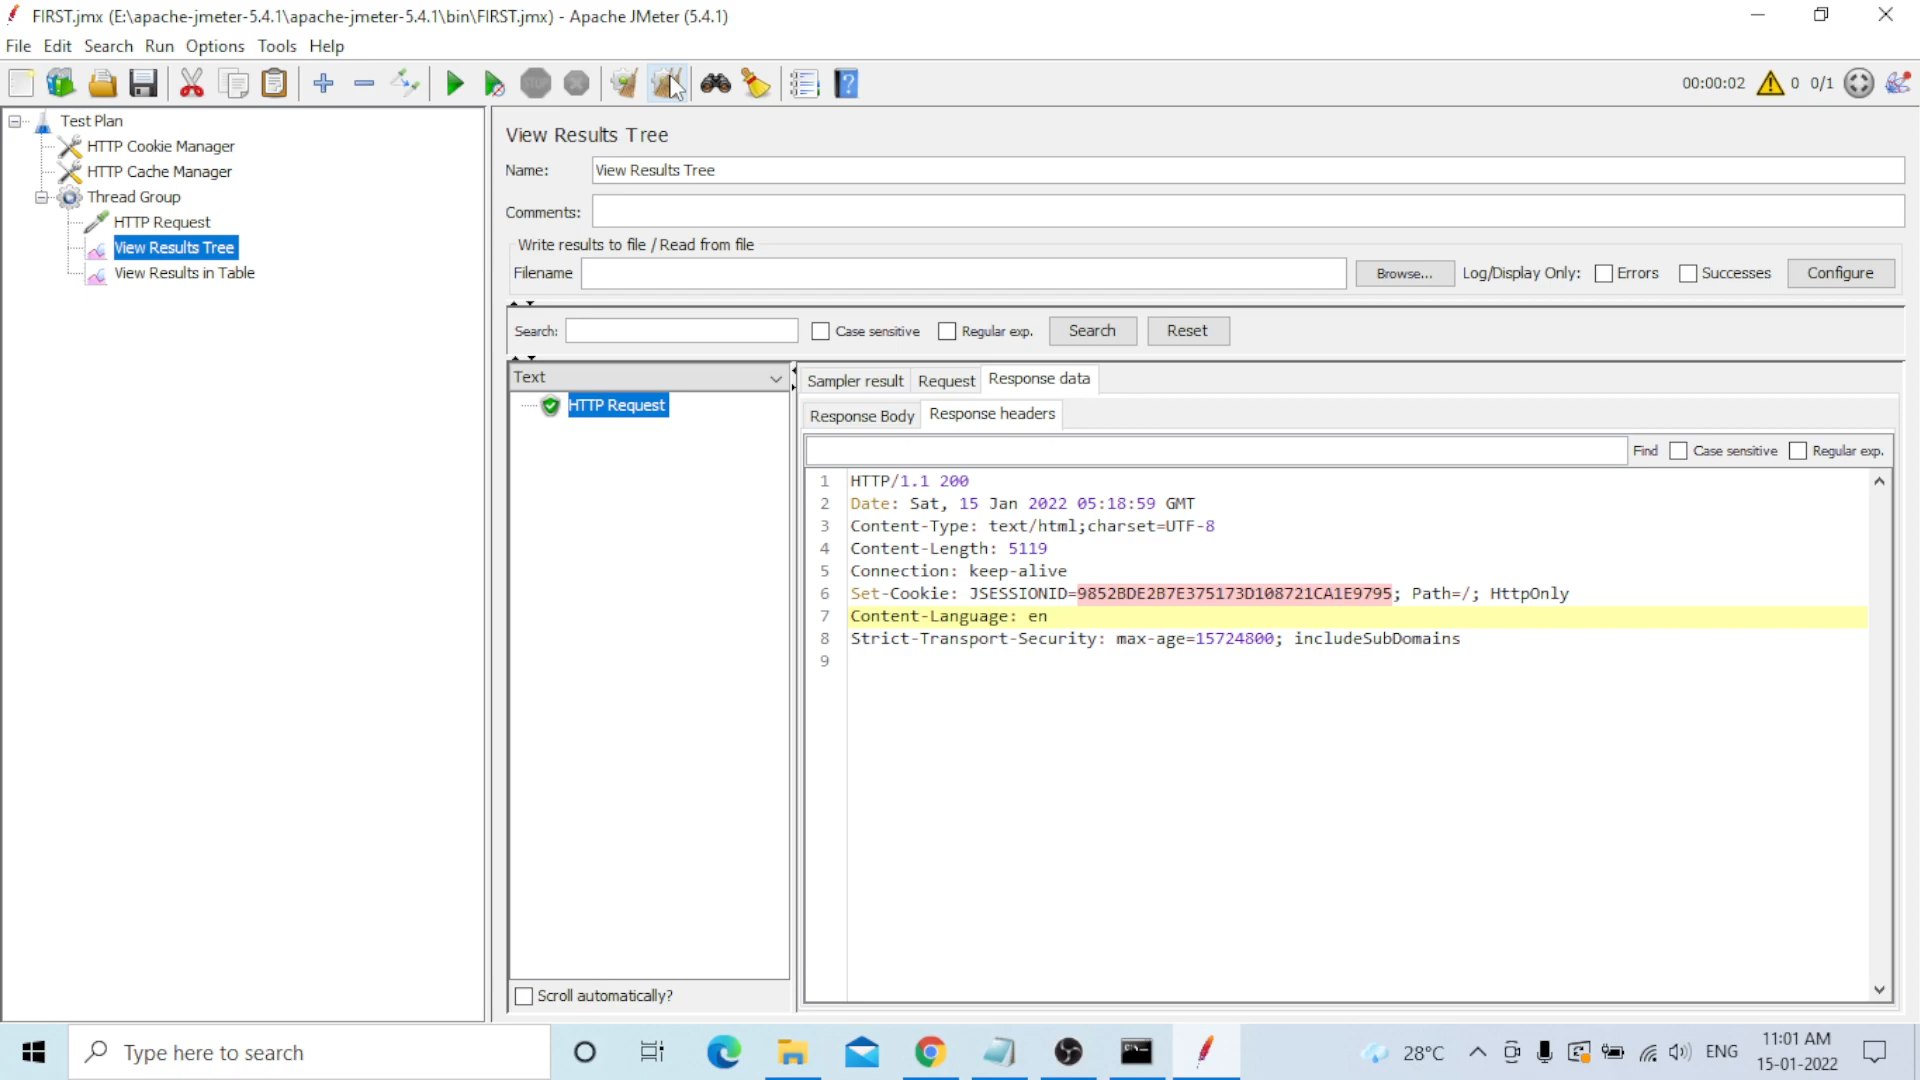 FIRST.jmx (E:\apache-jmeter-5.4.1\apache-jmeter-5.4.1\bin\FIRST.jmx) - Apache JMeter (5.4.1)
File Edit Search Run Options Tools Help
00:00:02 0 0/1
Test Plan
HTTP Cookie Manager
HTTP Cache Manager
Thread Group
HTTP Request
View Results Tree
View Results in Table
View Results Tree
Name: View Results Tree
Comments:
Write results to file / Read from file
Filename Browse... Log/Display Only: Errors Successes Configure
Search: Case sensitive Regular exp. Search Reset
Text
HTTP Request
Scroll automatically?
Sampler result Request Response data
Response Body Response headers
Find Case sensitive Regular exp.
1 HTTP/1.1 200
2 Date: Sat, 15 Jan 2022 05:18:59 GMT
3 Content-Type: text/html;charset=UTF-8
4 Content-Length: 5119
5 Connection: keep-alive
6 Set-Cookie: JSESSIONID=9852BDE2B7E375173D108721CA1E9795; Path=/; HttpOnly
7 Content-Language: en
8 Strict-Transport-Security: max-age=15724800; includeSubDomains
9
Type here to search
28°C ENG 11:01 AM
15-01-2022